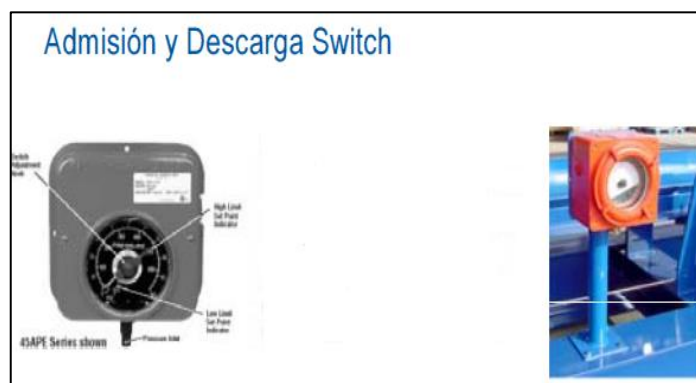 Admisión y Descarga Switch
Switch
Adjustment
Knob
High Limit
Set Point
Indicator
PRESSURE
Low Limit
Set Point
Indicator
45APE Series shown
Pressure Inlet